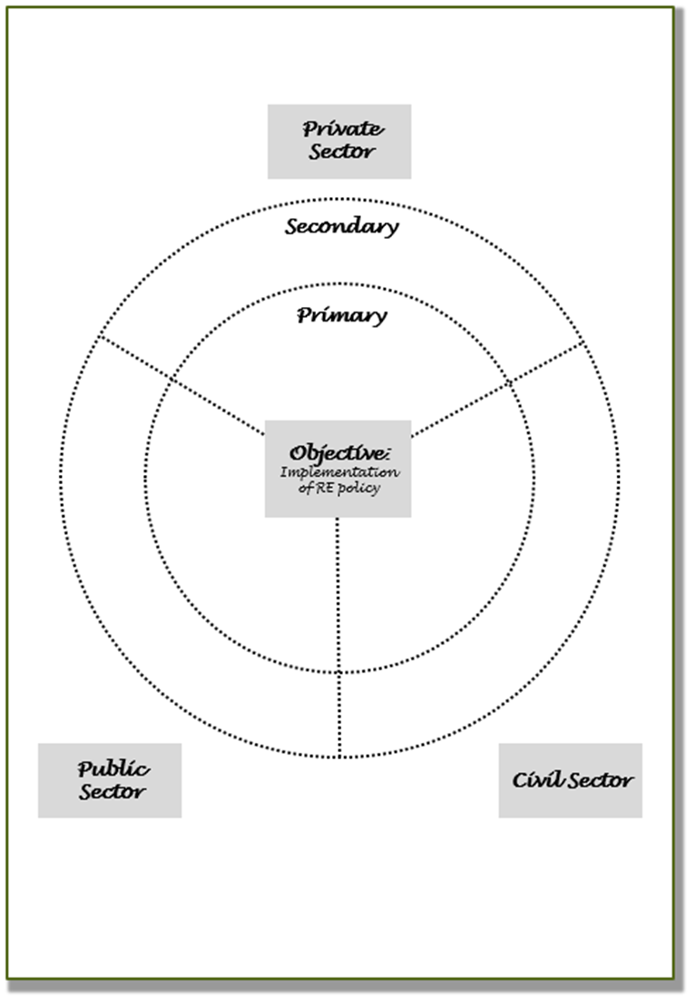 Private
Sector
Secondary
Primary
Objective:
Implementation
of RE policy
Public
Sector
Civil Sector